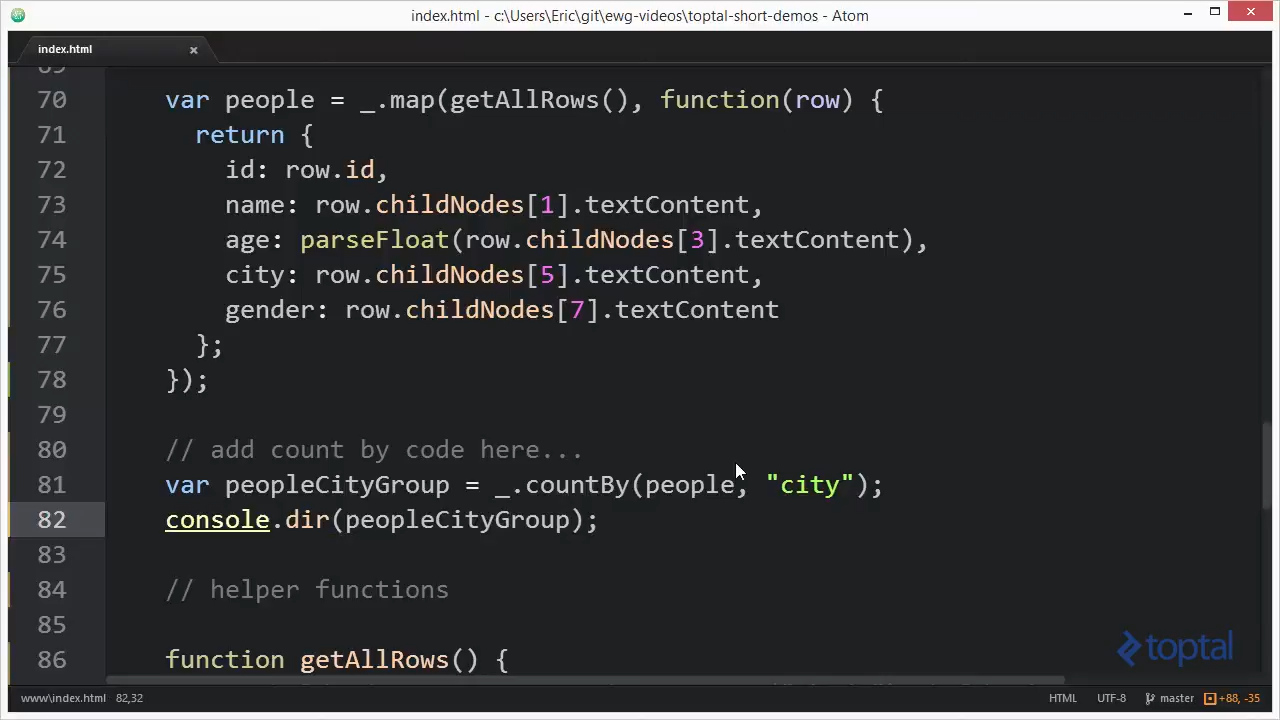 index.html - c:\Users\Eric\git\ewg-videos\toptal-short-demos - Atom
index.html
69
70 var people = _.map(getAllRows(), function(row) {
71 return {
72 id: row.id,
73 name: row.childNodes[1].textContent,
74 age: parseFloat(row.childNodes[3].textContent),
75 city: row.childNodes[5].textContent,
76 gender: row.childNodes[7].textContent
77 };
78 });
79
80 // add count by code here...
81 var peopleCityGroup = _.countBy(people, "city");
82 console.dir(peopleCityGroup);
83
84 // helper functions
85
86 function getAllRows() {
toptal
www\index.html 82,32 HTML UTF-8 master +88, -35